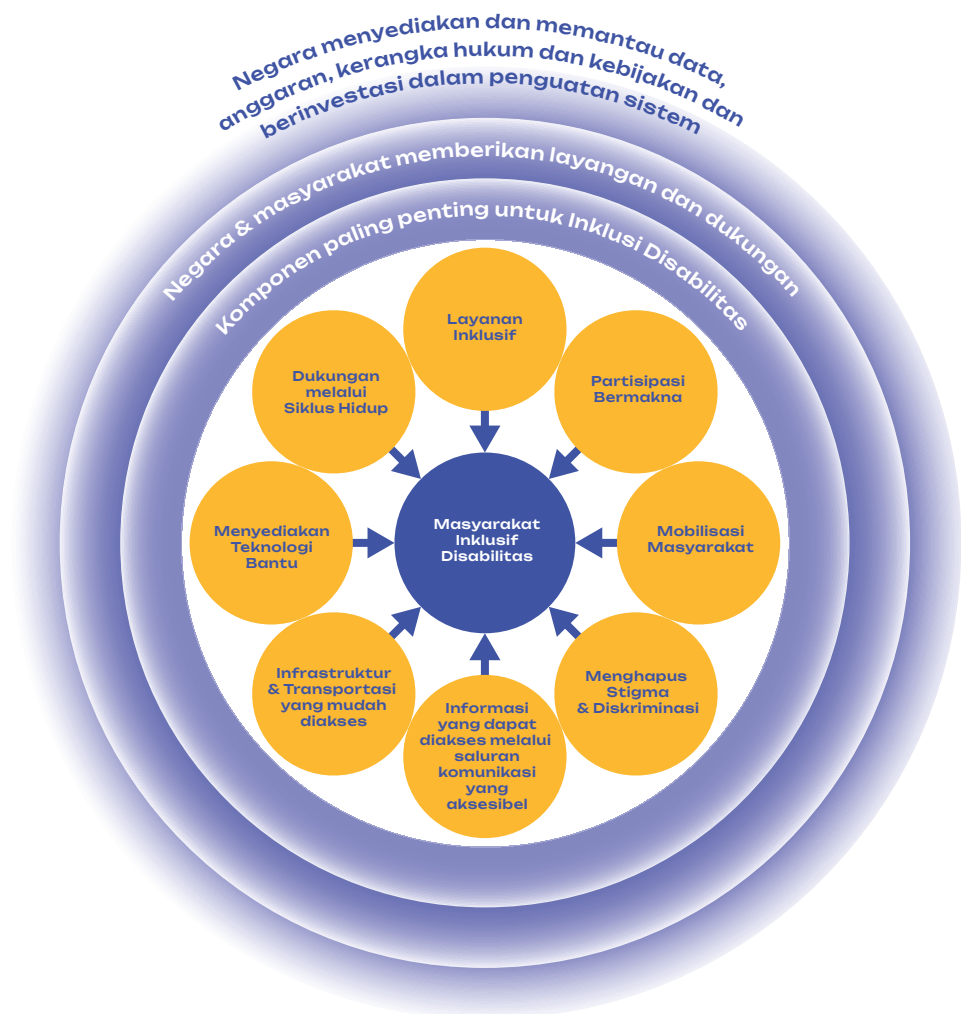 Negara menyediakan dan memantau data,
anggaran, kerangka hukum dan kebijakan dan
berinvestasi dalam penguatan sistem
Negara & masyarakat memberikan layanan dan dukungan
Komponen paling penting untuk Inklusi Disabilitas
Layanan
Inklusif
Partisipasi
Bermakna
Mobilisasi
Masyarakat
Menghapus
Stigma
& Diskriminasi
Informasi
yang dapat
diakses melalui
saluran
komunikasi
yang
aksesibel
Infrastruktur
& Transportasi
yang mudah
diakses
Menyediakan
Teknologi
Bantu
Dukungan
melalui
Siklus Hidup
Masyarakat
Inklusif
Disabilitas